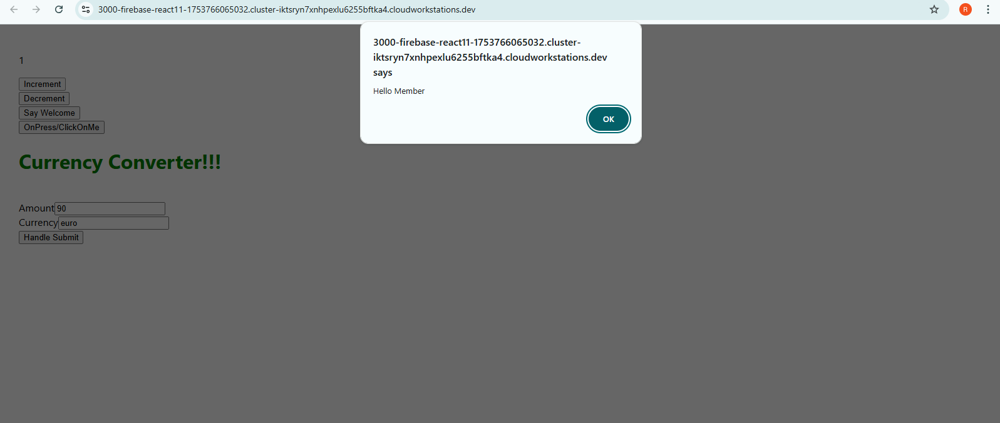 3000-firebase-react11-1753766065032.cluster-iktsryn7xnhpexlu6255bftka4.cloudworkstations.dev
R
3000-firebase-react11-1753766065032.cluster-
iktsryn7xnhpexlu6255bftka4.cloudworkstations.dev
says
Hello Member
OK
1
Increment
Decrement
Say Welcome
OnPress/ClickOnMe
Currency Converter!!!
Amount 90
Currency euro
Handle Submit